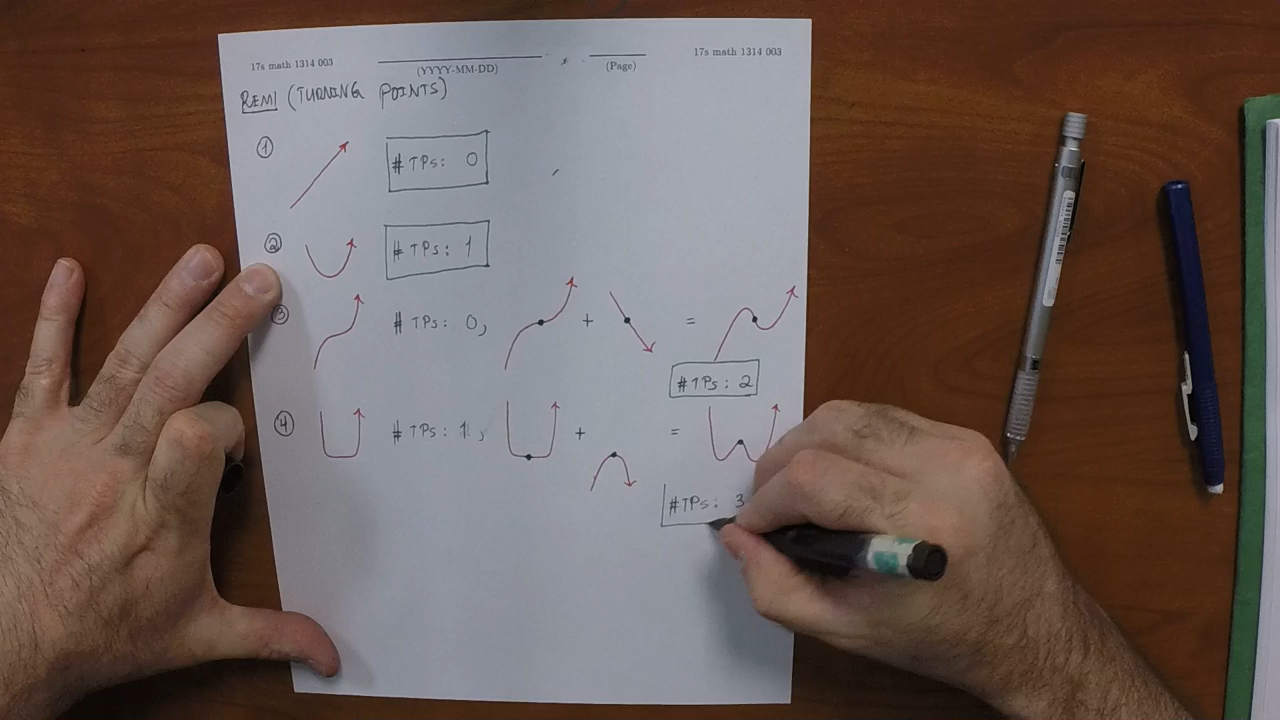 17s math 1314 003 (YYYY-MM-DD) (Page) 17s math 1314 003
REM (TURNING POINTS)
① # TPs: 0
② # TPs: 1
③ # TPs: 0, + =
# TPs: 2
④ # TPs: 1, + =
# TPs: 3